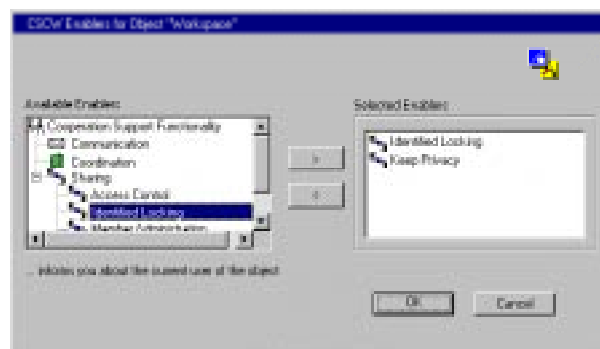 CSCW Enablers for Object "Workspace"
Available Enablers
Selected Enablers
Cooperation Support Functionality
Communication
Coordination
Sharing
Access Control
Identified Locking
Member Administration
>
<
Identified Locking
Keep Privacy
... informs you about the current user of the object
OK
Cancel